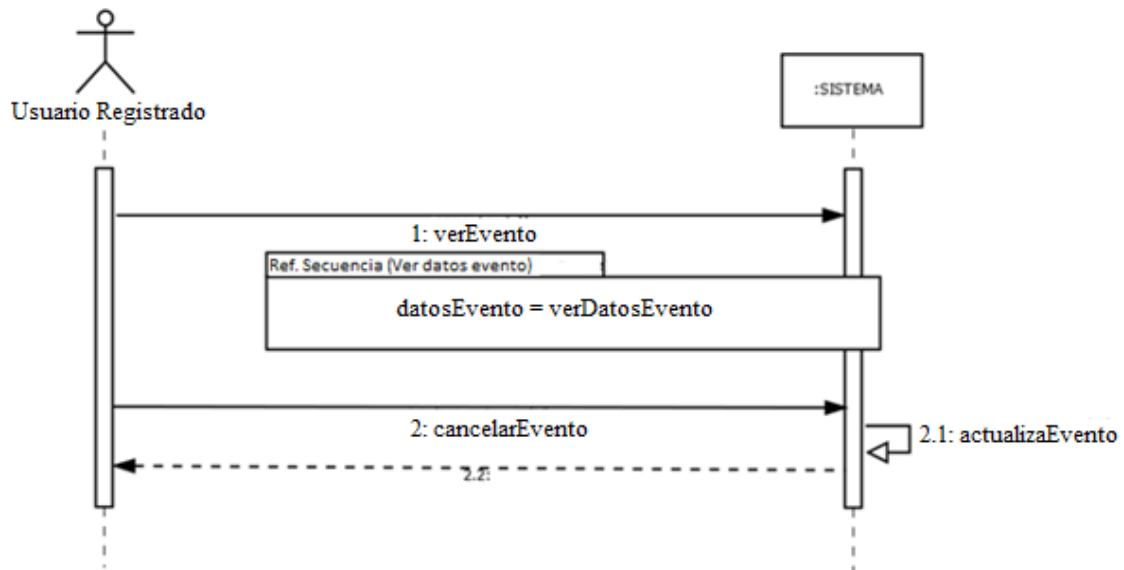 :SISTEMA
Usuario Registrado
1: verEvento
Ref. Secuencia (Ver datos evento)
datosEvento = verDatosEvento
2: cancelarEvento
2.1: actualizaEvento
2.2: